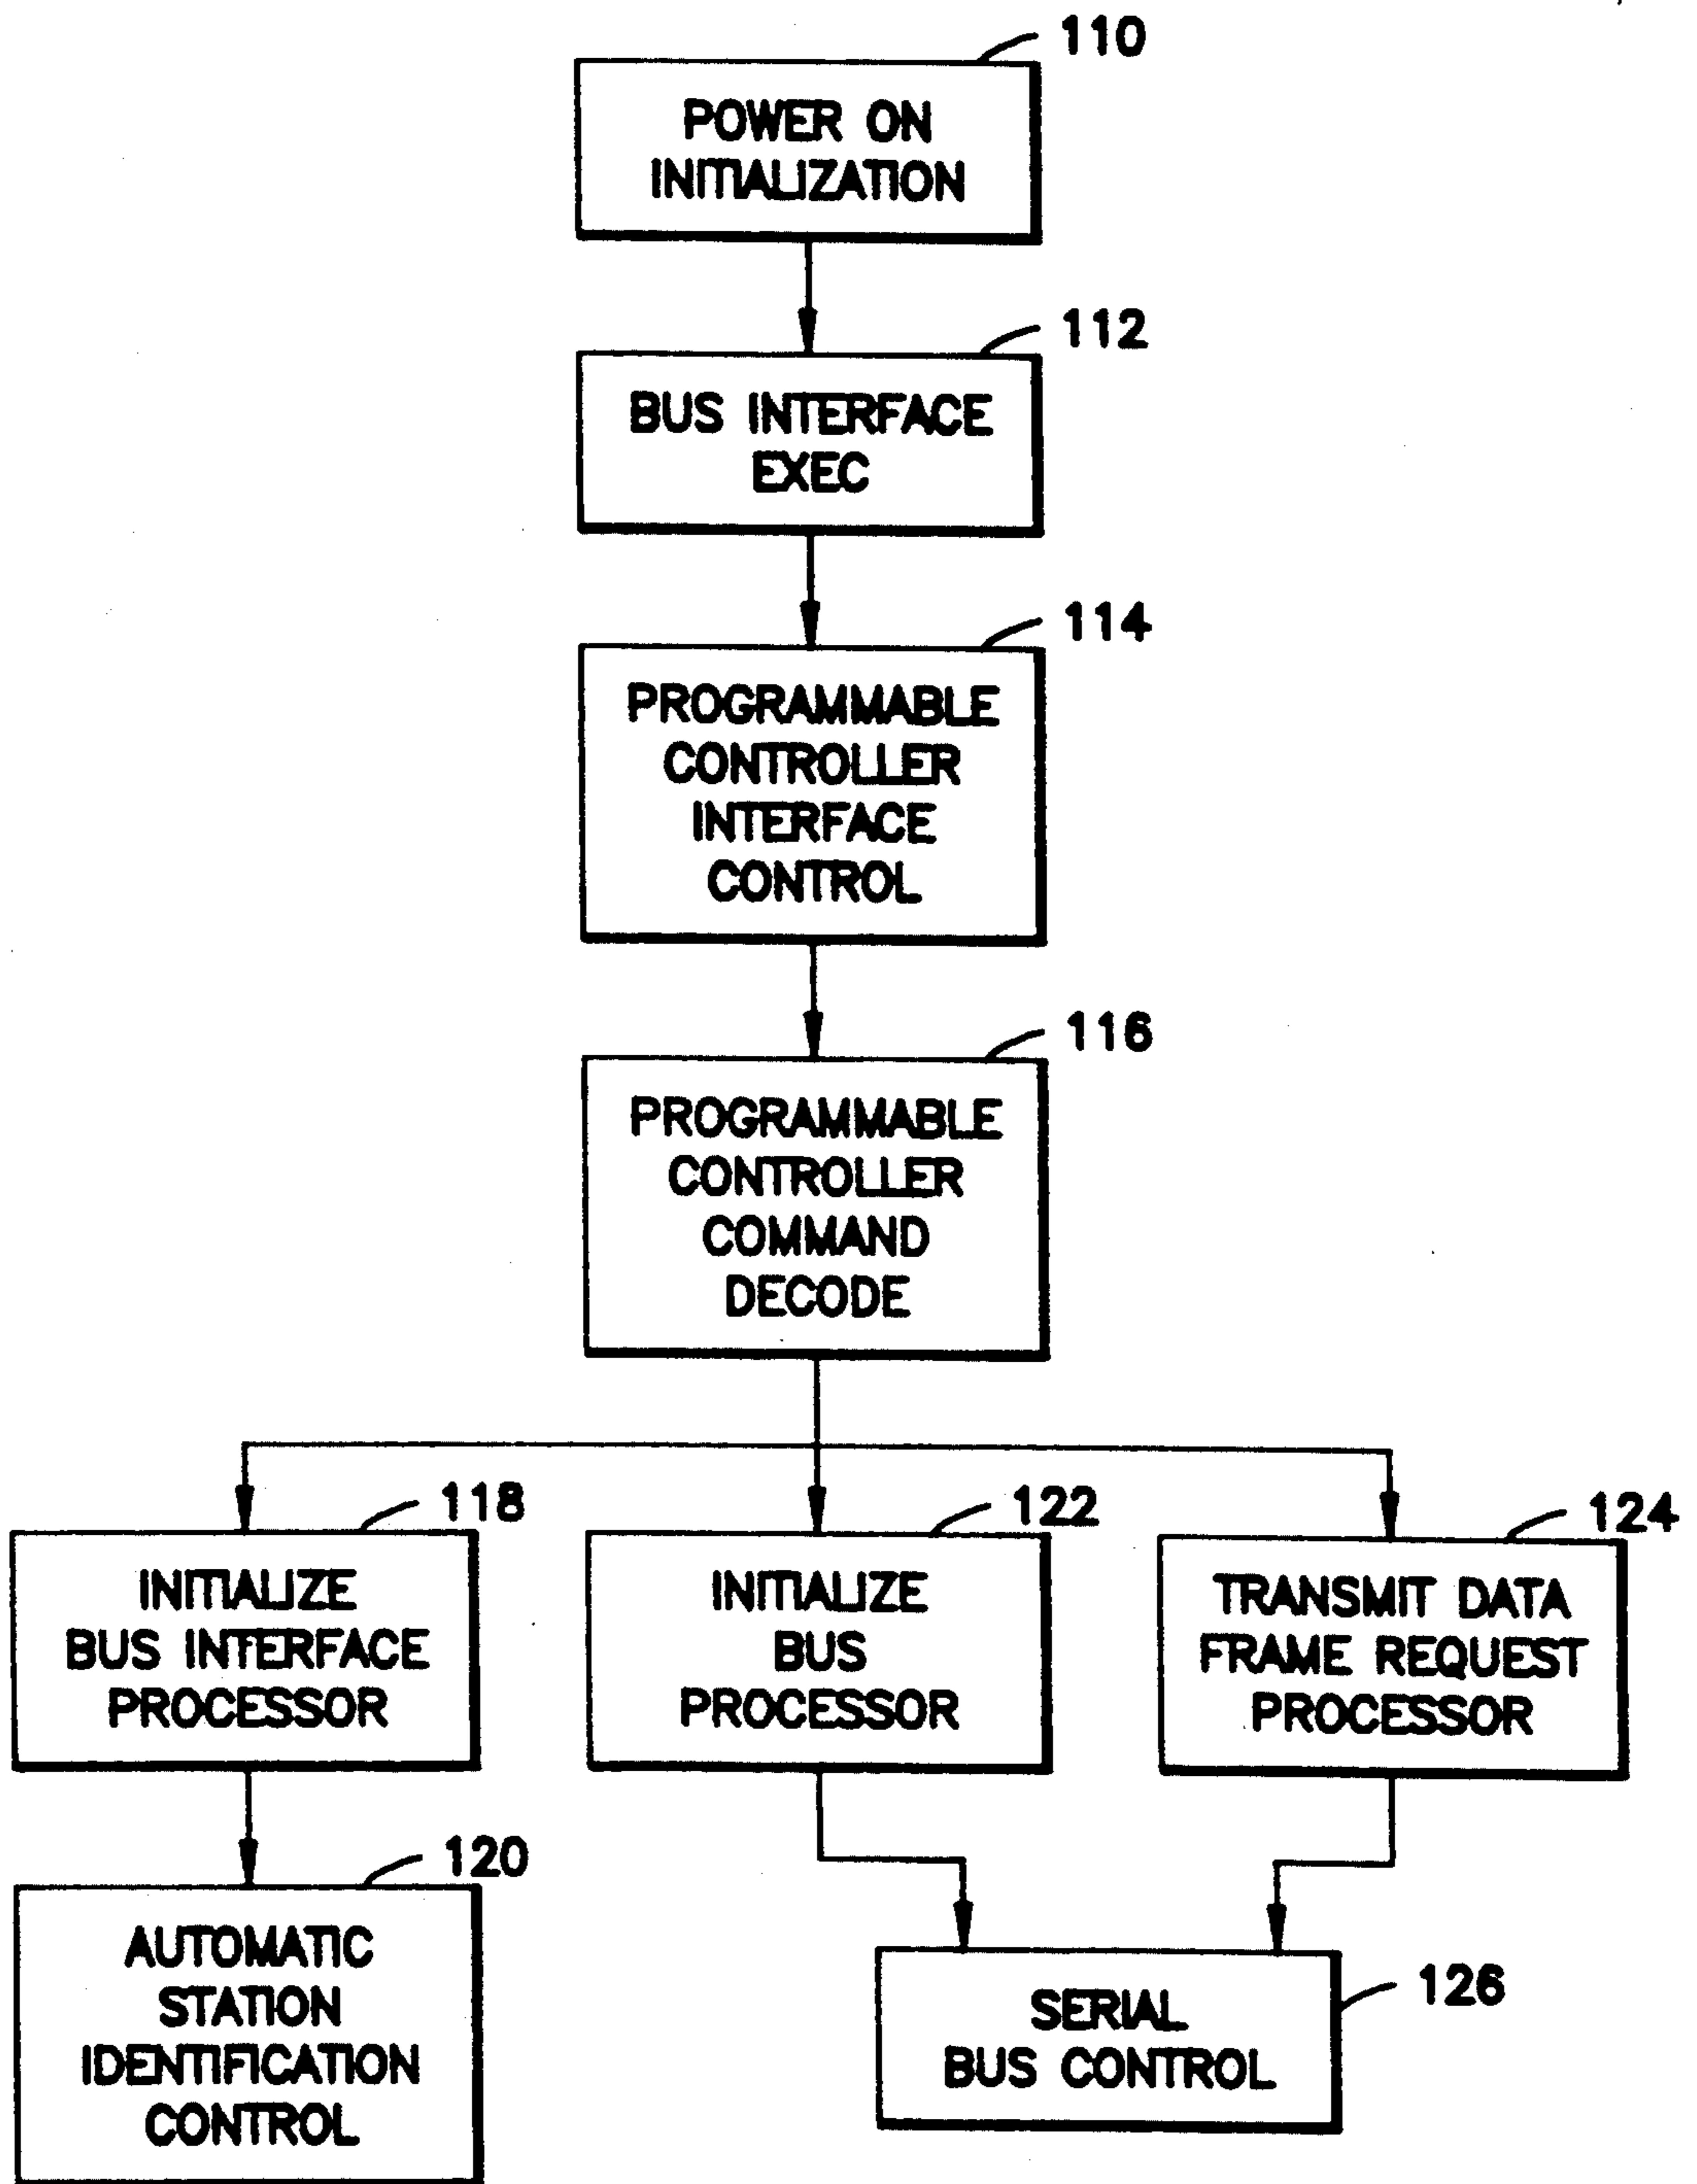 110
POWER ON
INITIALIZATION
112
BUS INTERFACE
EXEC
114
PROGRAMMABLE
CONTROLLER
INTERFACE
CONTROL
116
PROGRAMMABLE
CONTROLLER
COMMAND
DECODE
118
INITIALIZE
BUS INTERFACE
PROCESSOR
122
INITIALIZE
BUS
PROCESSOR
124
TRANSMIT DATA
FRAME REQUEST
PROCESSOR
120
AUTOMATIC
STATION
IDENTIFICATION
CONTROL
126
SERIAL
BUS CONTROL